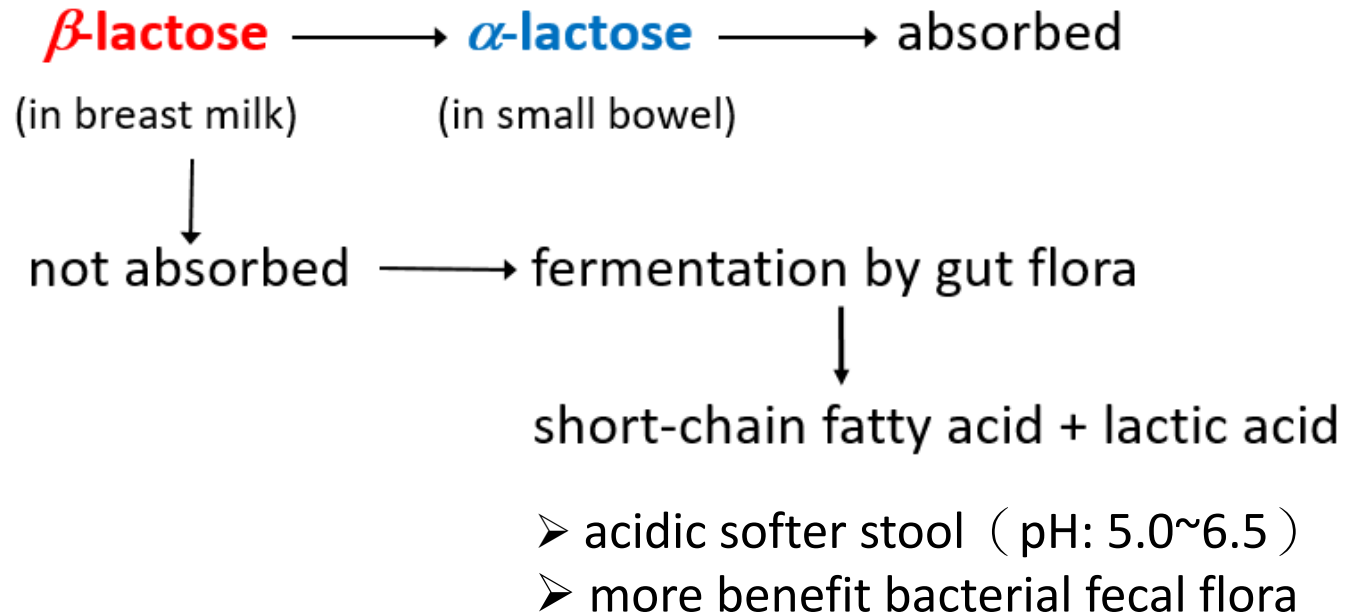 β-lactose α-lactose absorbed
(in breast milk) (in small bowel)
not absorbed fermentation by gut flora
short-chain fatty acid + lactic acid
➢ acidic softer stool（pH: 5.0~6.5）
➢ more benefit bacterial fecal flora